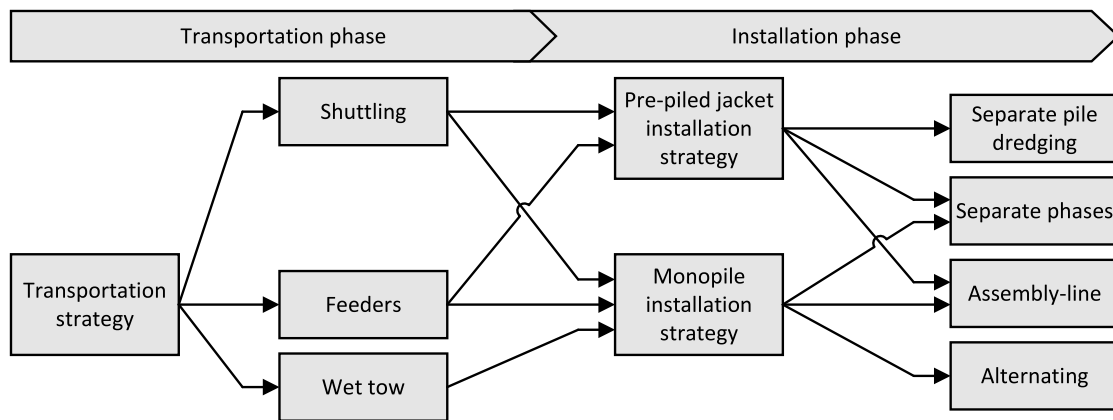 Transportation phase
Installation phase
Shuttling
Pre-piled jacket
installation
strategy
Separate pile
dredging
Separate phases
Transportation
strategy
Feeders
Monopile
installation
strategy
Assembly-line
Wet tow
Alternating